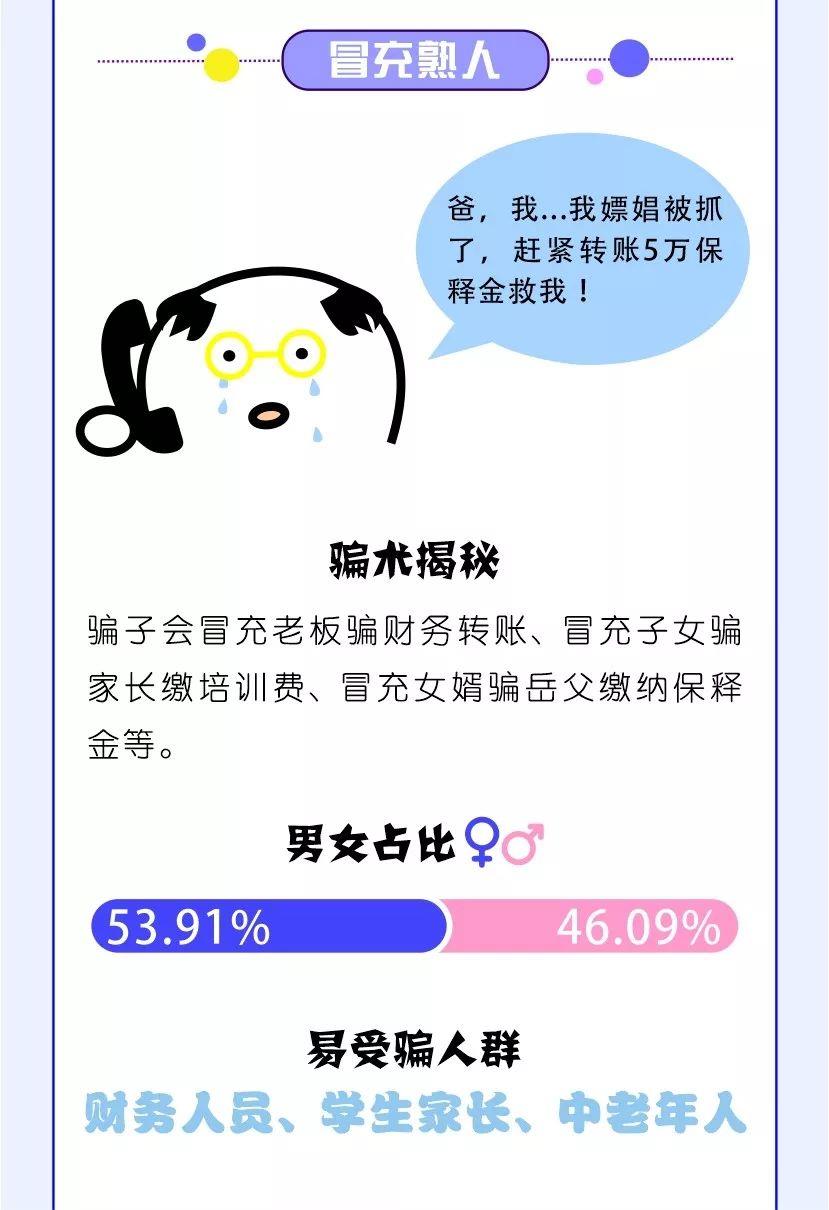 冒充熟人
爸，我...我嫖娼被抓
了，赶紧转账5万保
释金救我！
骗术揭秘
骗子会冒充老板骗财务转账、冒充子女骗
家长缴培训费、冒充女婿骗岳父缴纳保释
金等。
男女占比♀♂
53.91% 46.09%
易受骗人群
财务人员、学生家长、中老年人